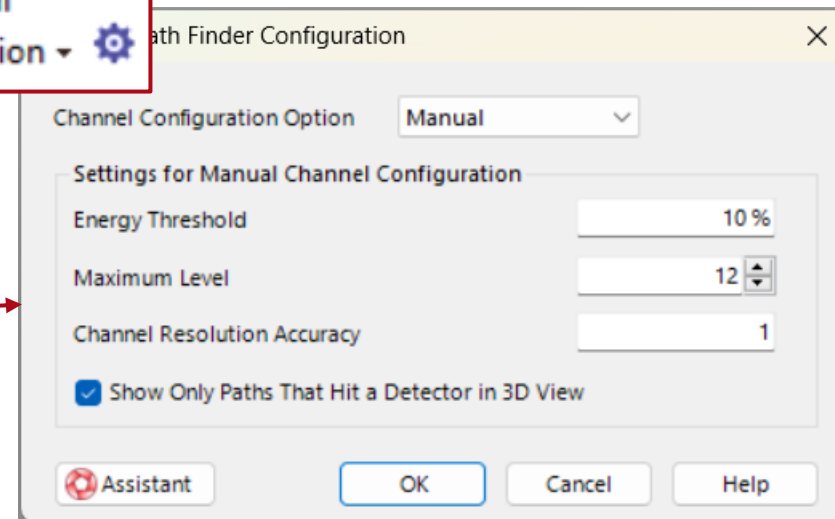 ion
ath Finder Configuration
Channel Configuration Option Manual
Settings for Manual Channel Configuration
Energy Threshold 10 %
Maximum Level 12
Channel Resolution Accuracy 1
Show Only Paths That Hit a Detector in 3D View
Assistant OK Cancel Help